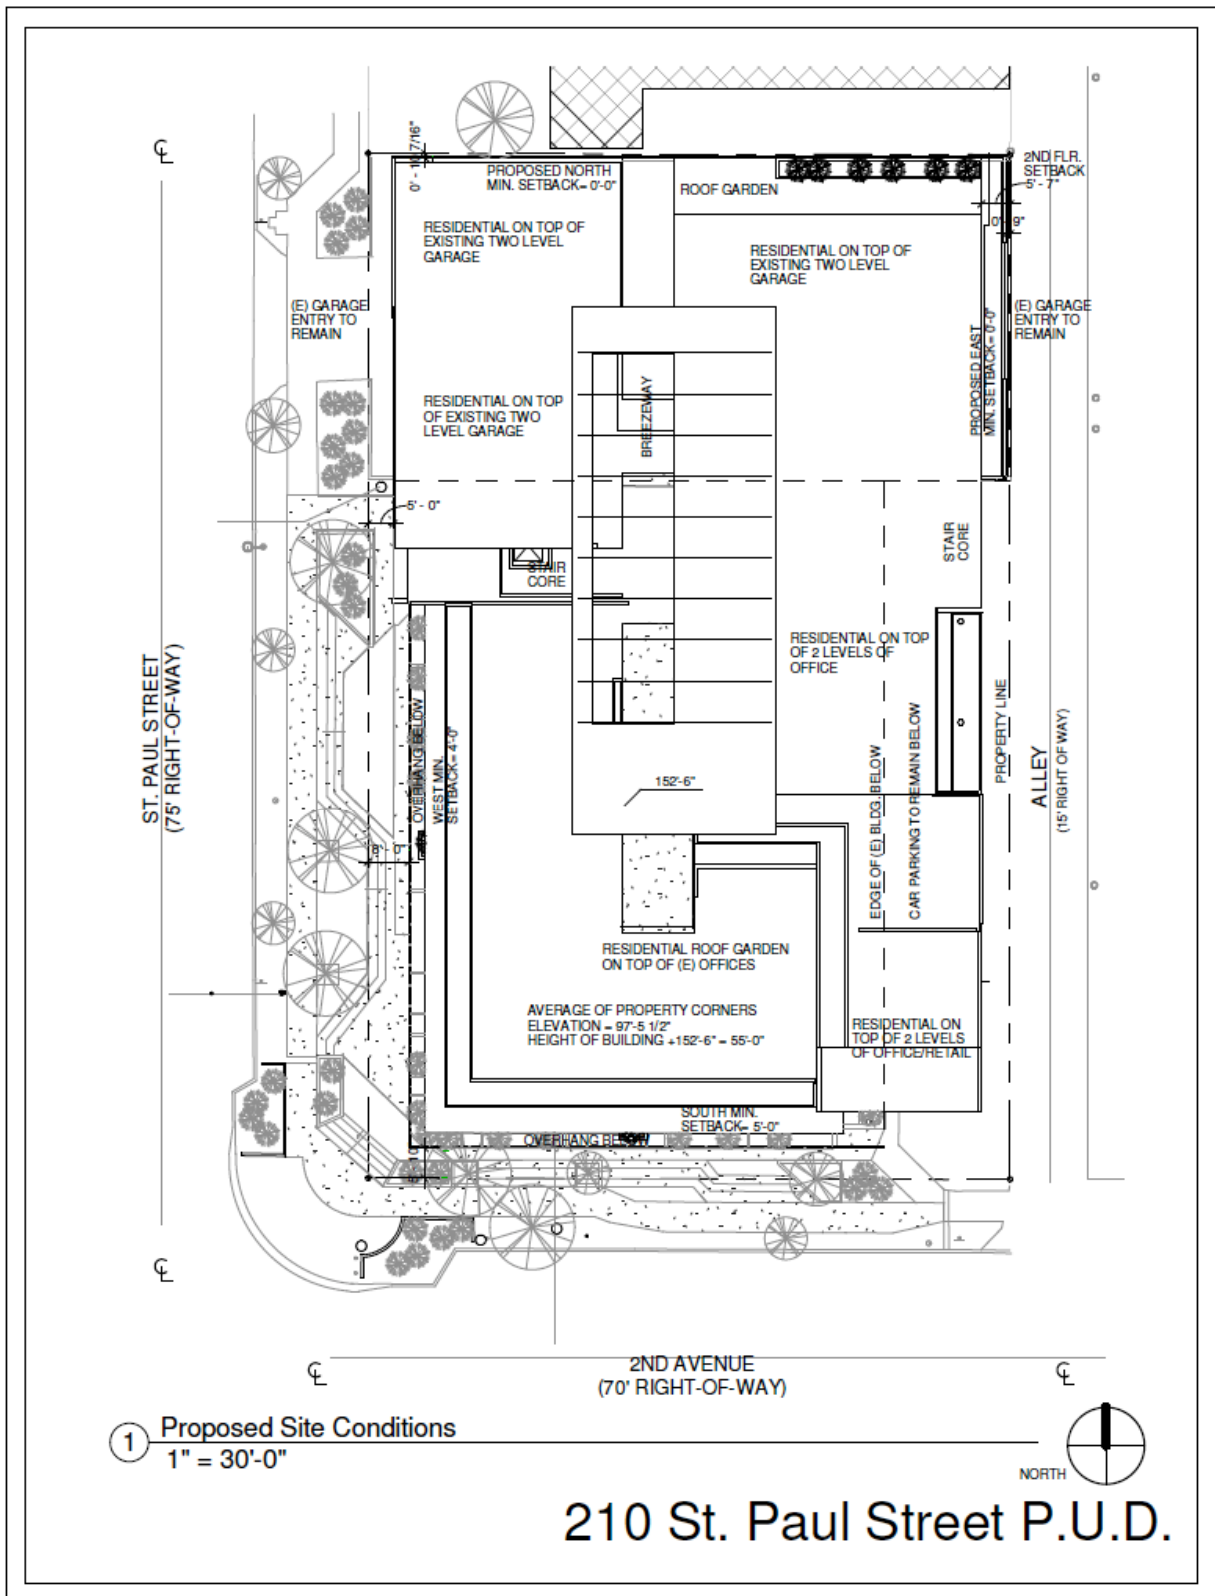 0' - 10 7/16"
PROPOSED NORTH
MIN. SETBACK= 0'-0"
ROOF GARDEN
2ND FLR.
SETBACK
5' - 7"
0' - 9"
RESIDENTIAL ON TOP OF
EXISTING TWO LEVEL
GARAGE
RESIDENTIAL ON TOP OF
EXISTING TWO LEVEL
GARAGE
(E) GARAGE
ENTRY TO
REMAIN
(E) GARAGE
ENTRY TO
REMAIN
PROPOSED EAST
MIN. SETBACK= 0'-0"
RESIDENTIAL ON TOP
OF EXISTING TWO
LEVEL GARAGE
BREEZEWAY
5' - 0"
STAIR
CORE
STAIR
CORE
RESIDENTIAL ON TOP
OF 2 LEVELS OF
OFFICE
ST. PAUL STREET
(75' RIGHT-OF-WAY)
OVERHANG BELOW
WEST MIN.
SETBACK= 4'-0"
PROPERTY LINE
ALLEY
(15' RIGHT OF WAY)
152'-6"
EDGE OF (E) BLDG. BELOW
CAR PARKING TO REMAIN BELOW
8' - 0"
RESIDENTIAL ROOF GARDEN
ON TOP OF (E) OFFICES
AVERAGE OF PROPERTY CORNERS
ELEVATION = 97'-5 1/2"
HEIGHT OF BUILDING +152'-6" = 55'-0"
RESIDENTIAL ON
TOP OF 2 LEVELS
OF OFFICE/RETAIL
SOUTH MIN.
SETBACK= 5'-0"
OVERHANG BELOW
2ND AVENUE
(70' RIGHT-OF-WAY)
1 Proposed Site Conditions
1" = 30'-0"
NORTH
210 St. Paul Street P.U.D.